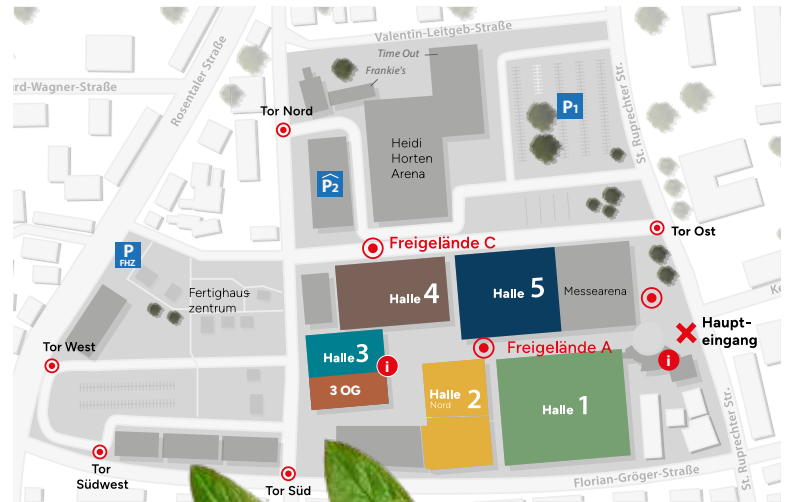 Valentin-Leitgeb-Straße
Time Out
Frankie's
rd-Wagner-Straße
Rosentaler Straße
St. Ruprechter Str.
P1
Tor Nord
Heidi
Horten
Arena
P2
Tor Ost
Freigelände C
P
FHZ
Fertighaus-
zentrum
Halle 4
Halle 5
Messearena
Ke
Haupt-
eingang
Tor West
Halle 3
i
3 OG
Freigelände A
i
Halle 2
Nord
Halle 1
St. Ruprechter Str.
Tor
Südwest
Tor Süd
Florian-Gröger-Straße